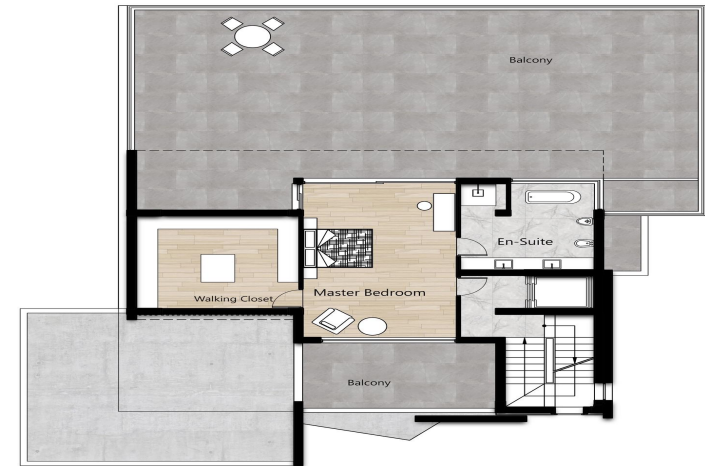 Balcony
En-Suite
Walking Closet
Master Bedroom
Balcony